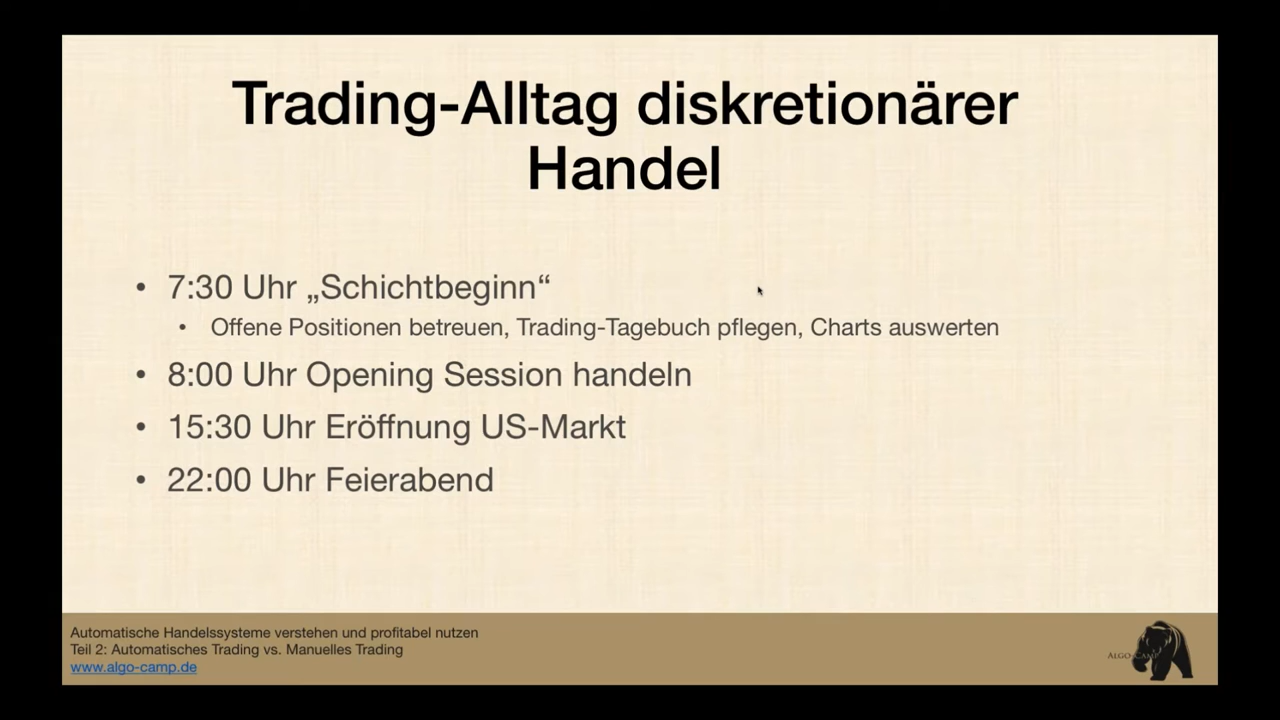 Trading-Alltag diskretionärer
Handel
• 7:30 Uhr „Schichtbeginn“
• Offene Positionen betreuen, Trading-Tagebuch pflegen, Charts auswerten
• 8:00 Uhr Opening Session handeln
• 15:30 Uhr Eröffnung US-Markt
• 22:00 Uhr Feierabend
Automatische Handelssysteme verstehen und profitabel nutzen
Teil 2: Automatisches Trading vs. Manuelles Trading
www.algo-camp.de
ALGO-CAMP